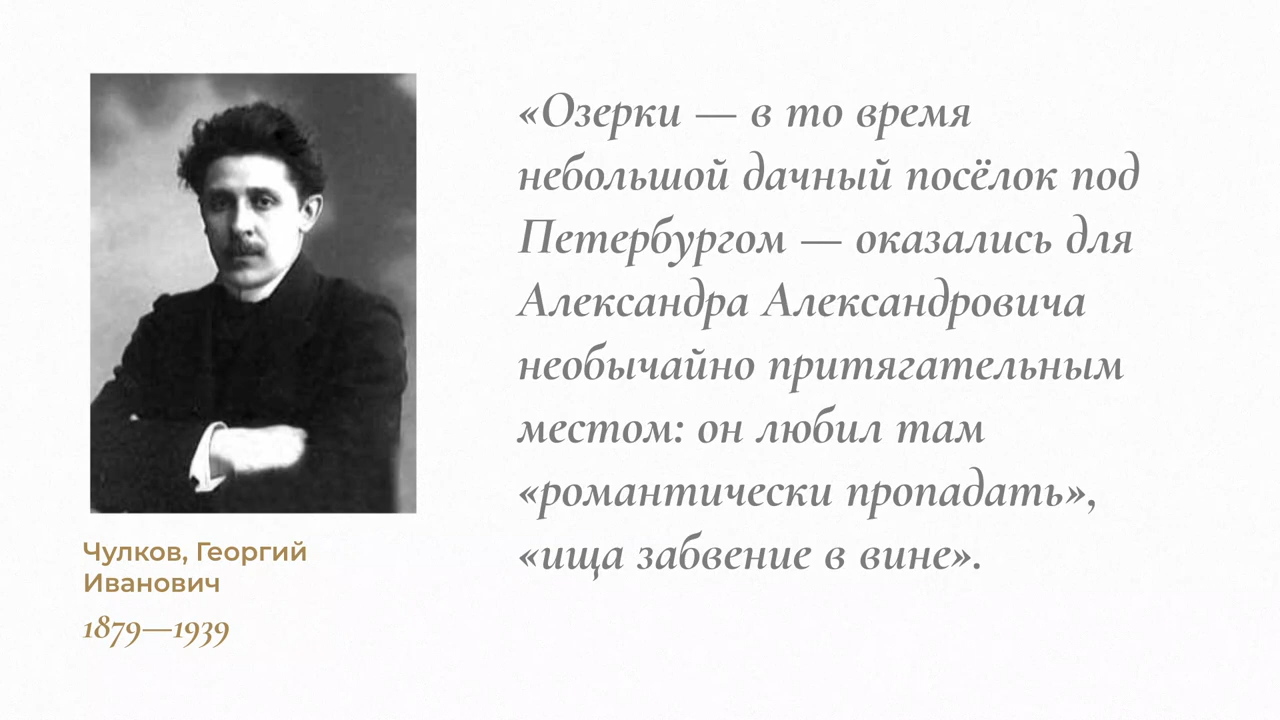 «Озерки — в то время
небольшой дачный посёлок под
Петербургом — оказались для
Александра Александровича
необычайно притягательным
местом: он любил там
«романтически пропадать»,
«ища забвение в вине».
Чулков, Георгий
Иванович
1879—1939